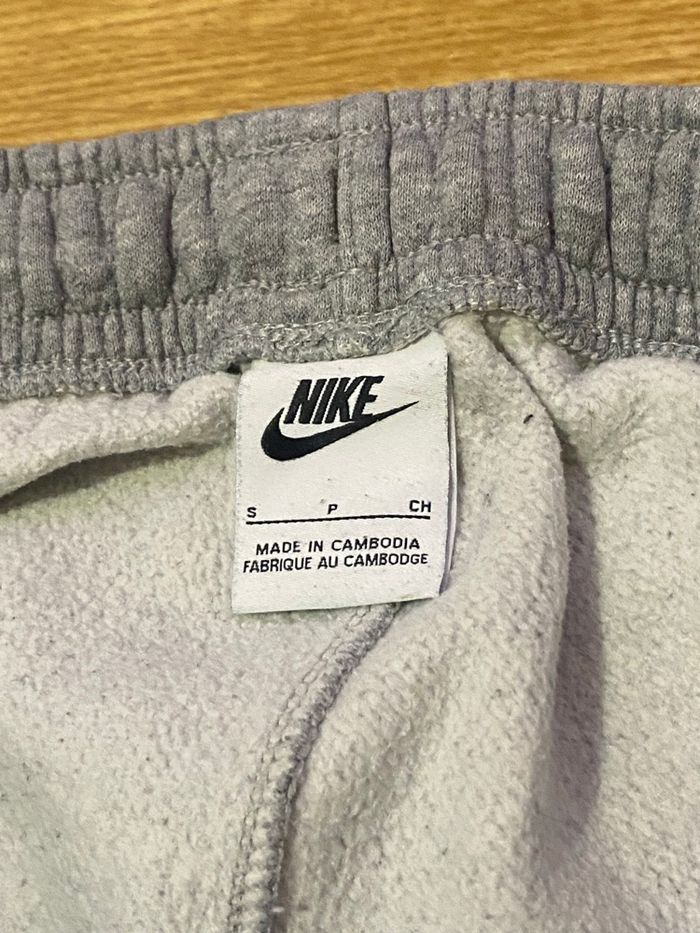 NIKE
S P CH
MADE IN CAMBODIA
FABRIQUE AU CAMBODGE